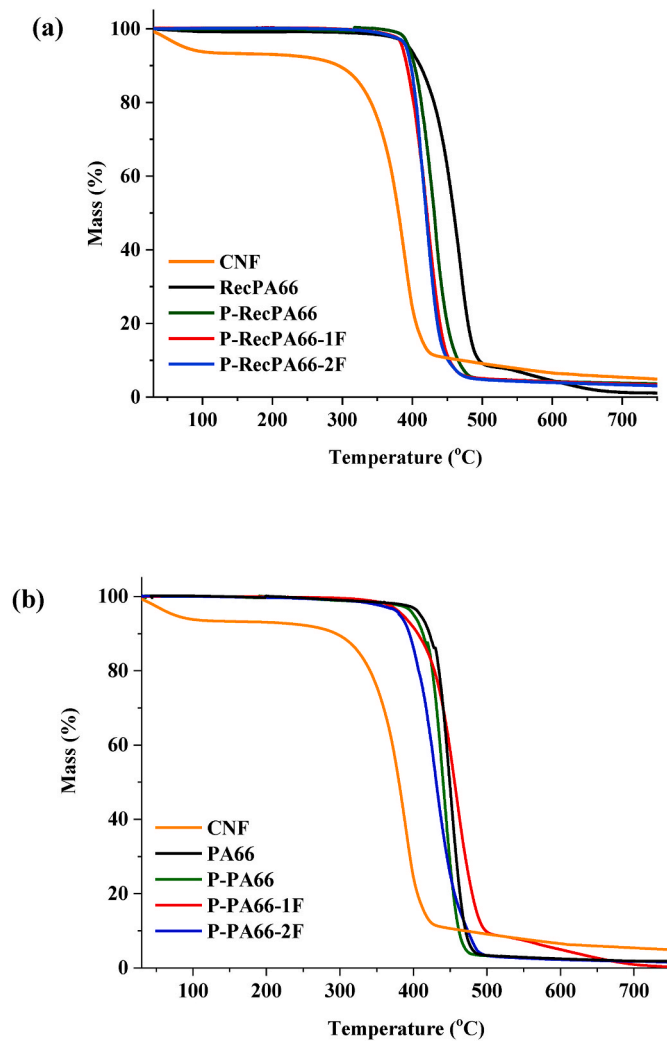 (a)
100
80
60
40
20
0
Mass (%)
CNF
RecPA66
P-RecPA66
P-RecPA66-1F
P-RecPA66-2F
100 200 300 400 500 600 700
Temperature (°C)
(b)
100
80
60
40
20
0
Mass (%)
CNF
PA66
P-PA66
P-PA66-1F
P-PA66-2F
100 200 300 400 500 600 700
Temperature (°C)